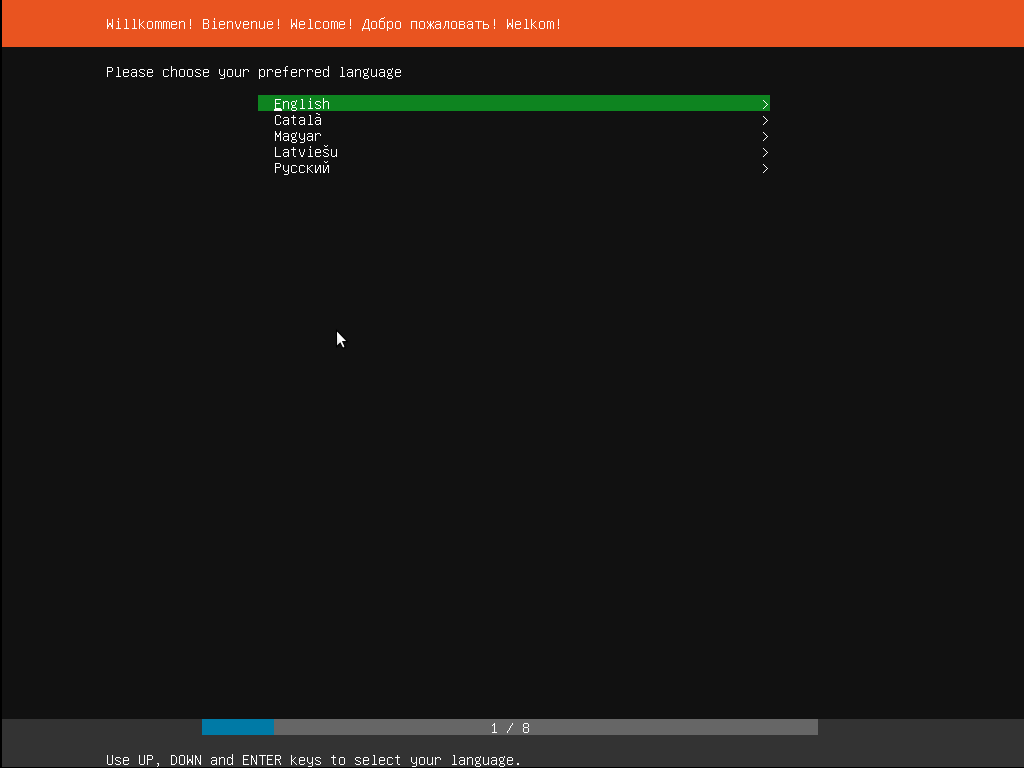 Willkommen! Bienvenue! Welcome! Добро пожаловать! Welkom!
Please choose your preferred language
English >
Català >
Magyar >
Latviešu >
Русский >
1 / 8
Use UP, DOWN and ENTER keys to select your language.